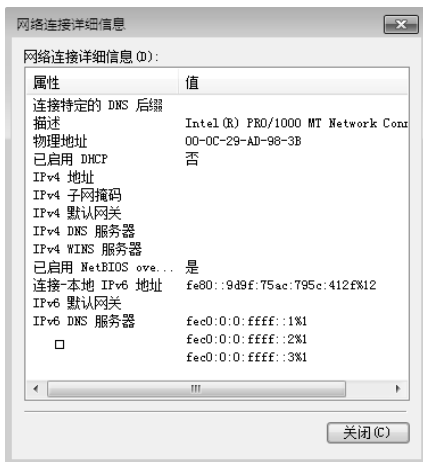 网络连接详细信息
网络连接详细信息(D):
属性 值
连接特定的 DNS 后缀
描述 Intel(R) PRO/1000 MT Network Conn
物理地址 00-0C-29-AD-98-3B
已启用 DHCP 否
IPv4 地址
IPv4 子网掩码
IPv4 默认网关
IPv4 DNS 服务器
IPv4 WINS 服务器
已启用 NetBIOS ove... 是
连接-本地 IPv6 地址 fe80::9d9f:75ac:795c:412f%12
IPv6 默认网关
IPv6 DNS 服务器 fec0:0:0:ffff::1%1
fec0:0:0:ffff::2%1
fec0:0:0:ffff::3%1
关闭(C)